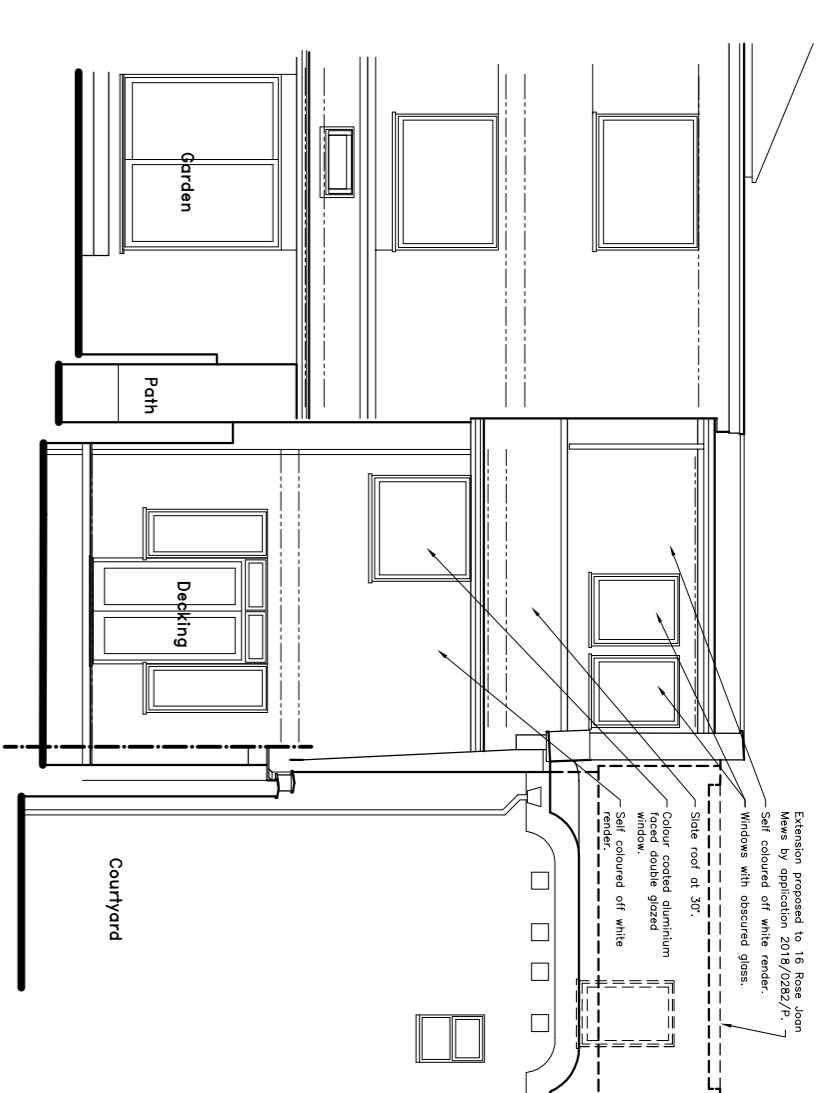 Extension proposed to 16 Rose Joan
Mews by application 2018/0282/P.
Self coloured off white render.
Windows with obscured glass.
Slate roof at 30°.
Colour coated aluminium
faced double glazed
window.
Self coloured off white
render.
Garden
Path
Decking
Courtyard